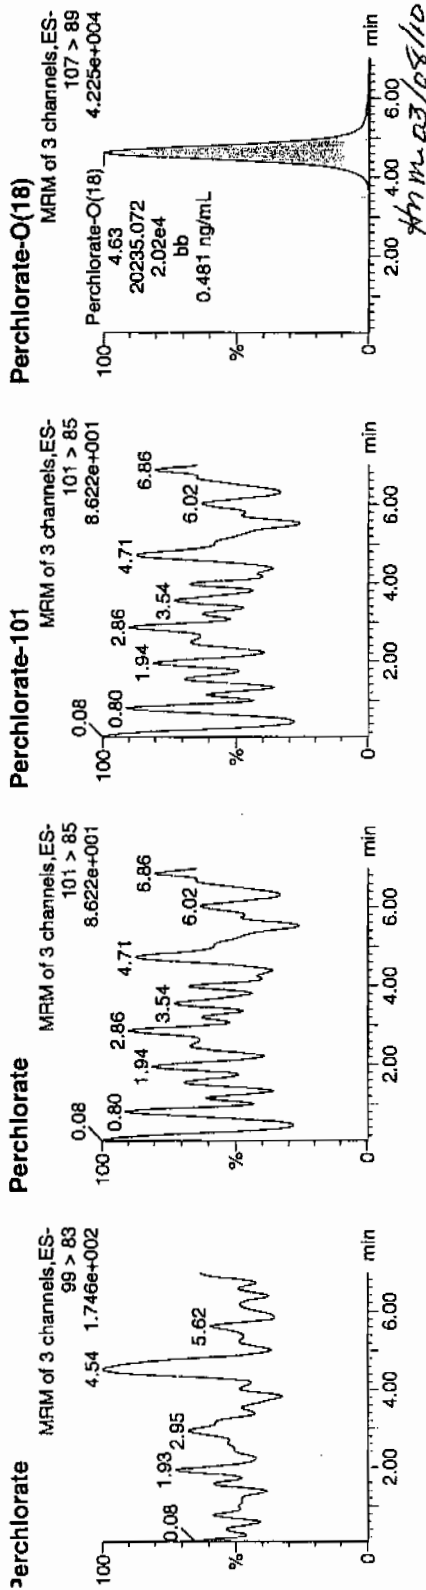 Perchlorate
MRM of 3 channels,ES-
99 > 83
4.54 1.746e+002
100
0.08
1.93
2.95
5.62
%
0
2.00 4.00 6.00 min
Perchlorate
MRM of 3 channels,ES-
101 > 85
8.622e+001
0.08
100
0.80
1.94
2.86
3.54
4.71
6.02
6.86
%
0
2.00 4.00 6.00 min
Perchlorate-101
MRM of 3 channels,ES-
101 > 85
8.622e+001
0.08
100
0.80
1.94
2.86
3.54
4.71
6.02
6.86
%
0
2.00 4.00 6.00 min
Perchlorate-O(18)
MRM of 3 channels,ES-
107 > 89
4.225e+004
100
Perchlorate-O(18)
4.63
20235.072
2.02e4
bb
0.481 ng/mL
%
0
2.00 4.00 6.00 min
03/08/10